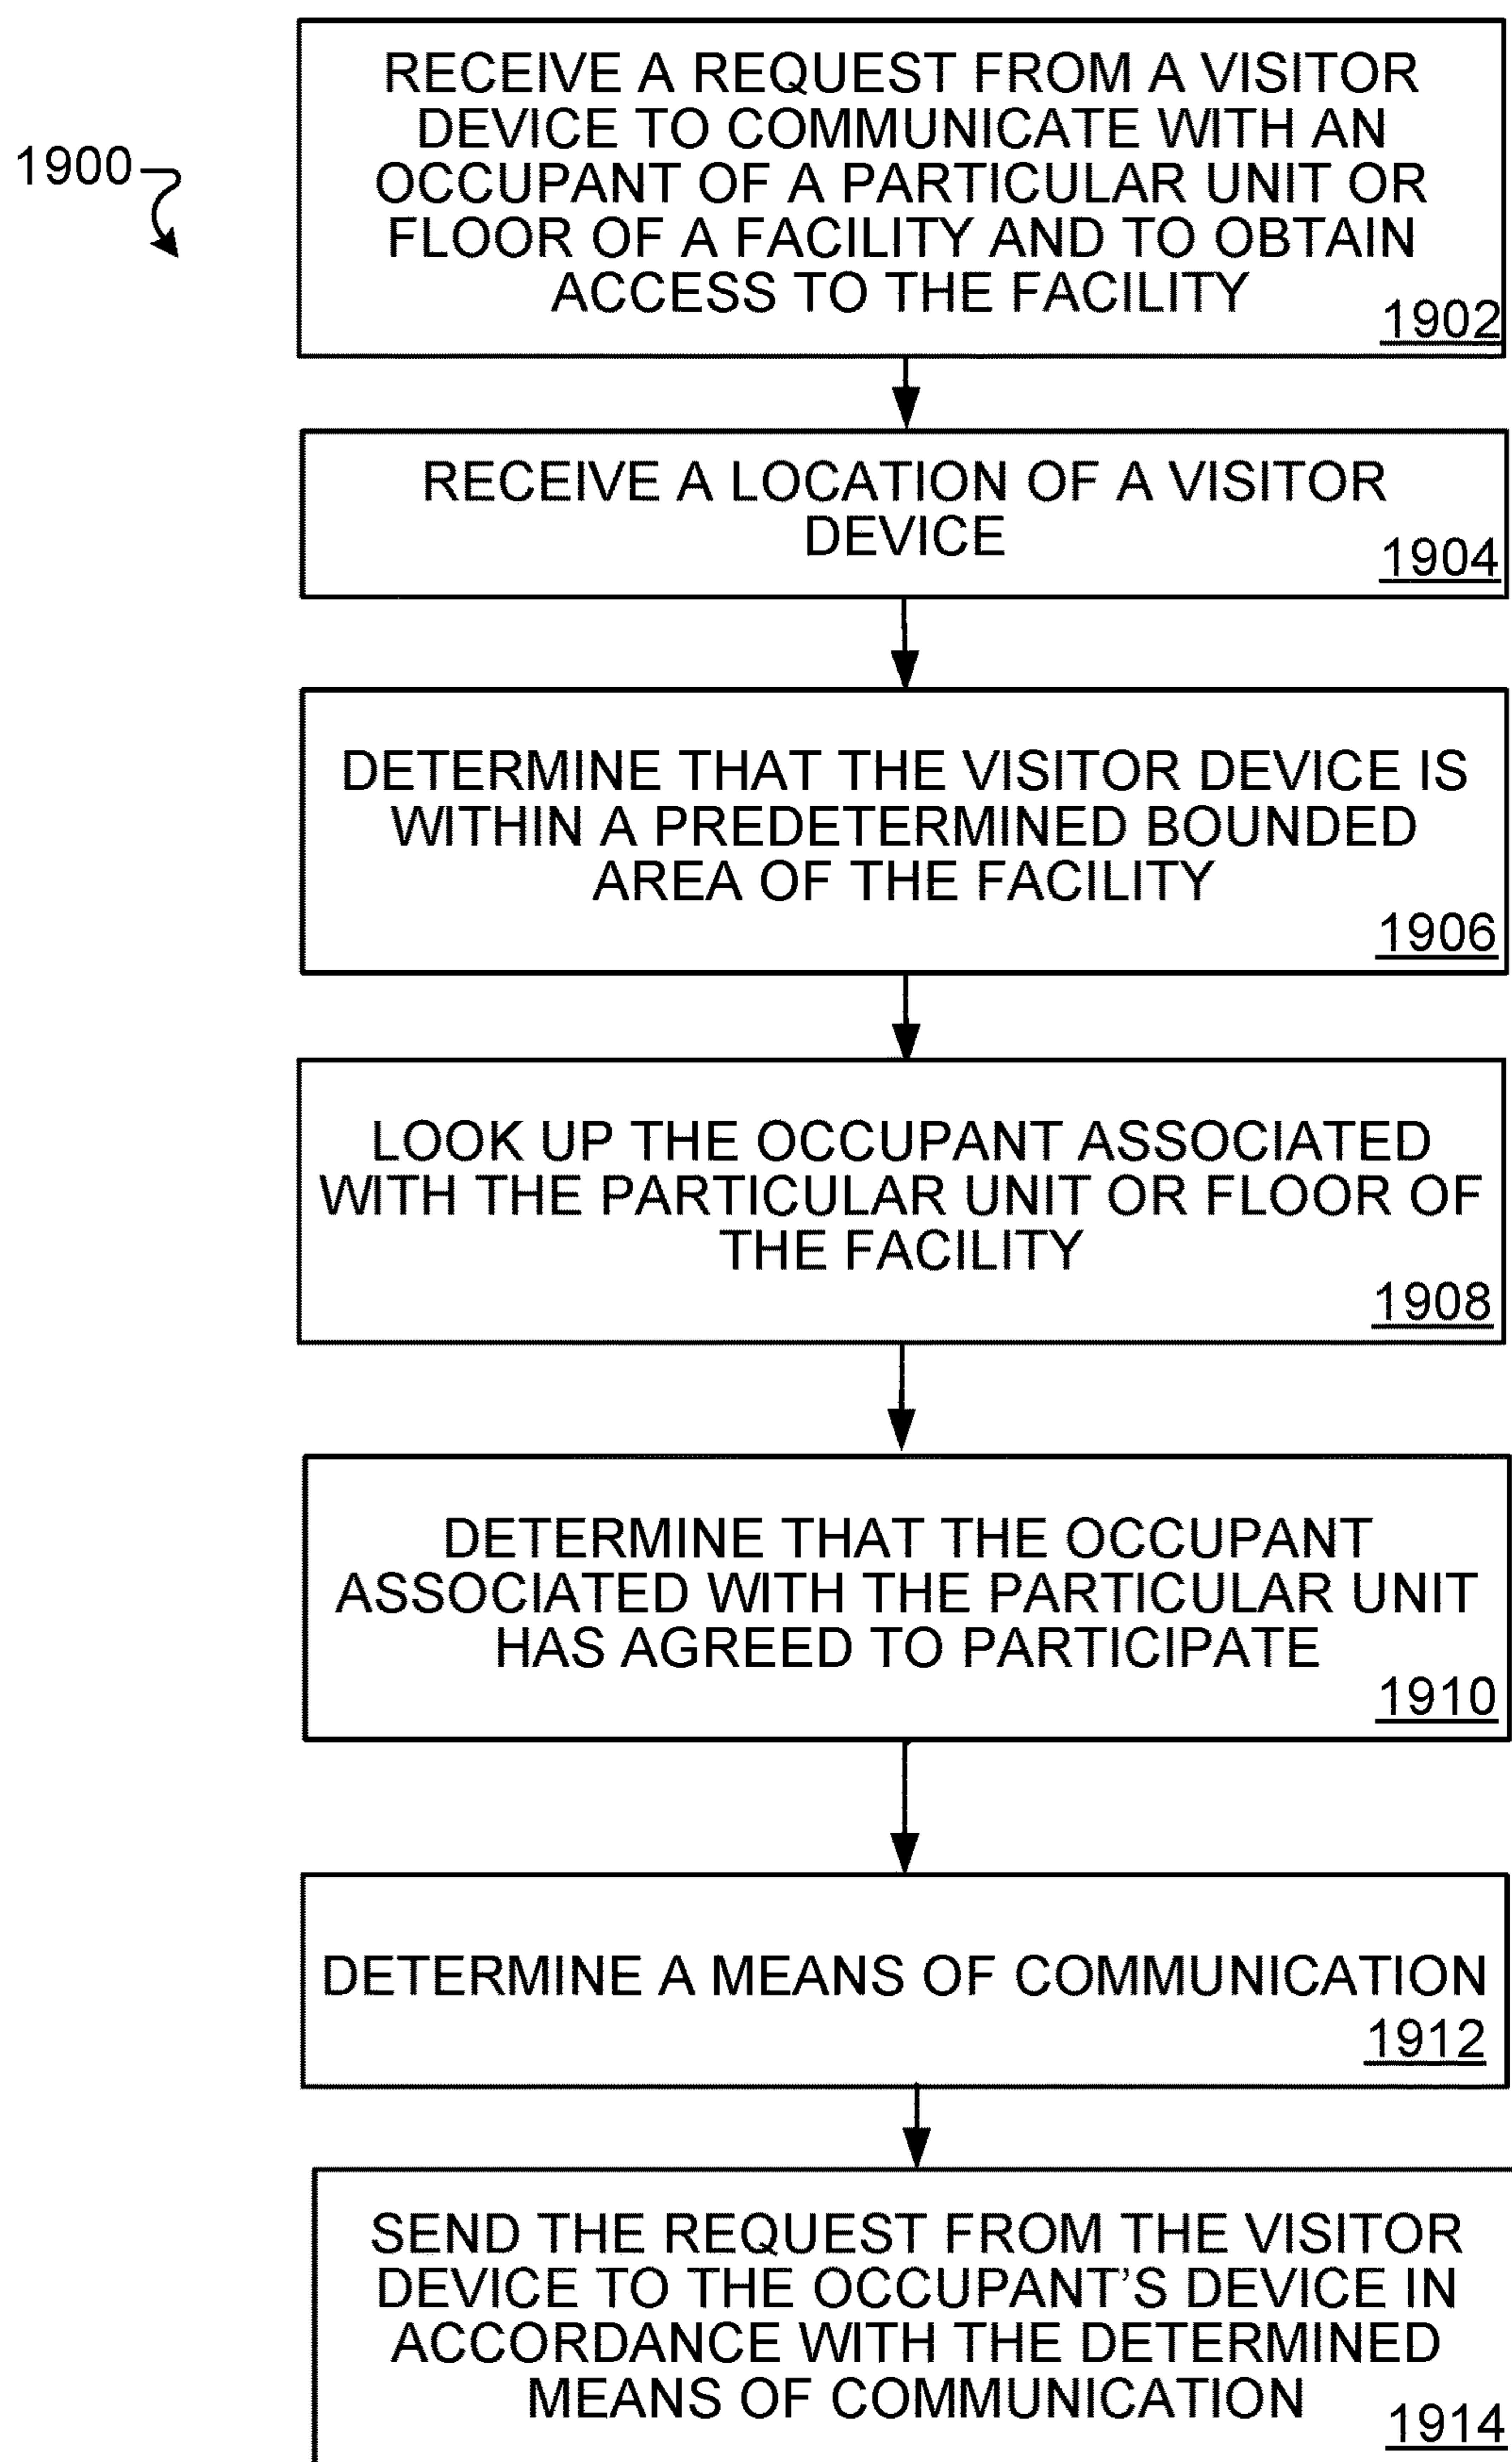 1900
RECEIVE A REQUEST FROM A VISITOR
DEVICE TO COMMUNICATE WITH AN
OCCUPANT OF A PARTICULAR UNIT OR
FLOOR OF A FACILITY AND TO OBTAIN
ACCESS TO THE FACILITY
1902
RECEIVE A LOCATION OF A VISITOR
DEVICE
1904
DETERMINE THAT THE VISITOR DEVICE IS
WITHIN A PREDETERMINED BOUNDED
AREA OF THE FACILITY
1906
LOOK UP THE OCCUPANT ASSOCIATED
WITH THE PARTICULAR UNIT OR FLOOR OF
THE FACILITY
1908
DETERMINE THAT THE OCCUPANT
ASSOCIATED WITH THE PARTICULAR UNIT
HAS AGREED TO PARTICIPATE
1910
DETERMINE A MEANS OF COMMUNICATION
1912
SEND THE REQUEST FROM THE VISITOR
DEVICE TO THE OCCUPANT’S DEVICE IN
ACCORDANCE WITH THE DETERMINED
MEANS OF COMMUNICATION
1914